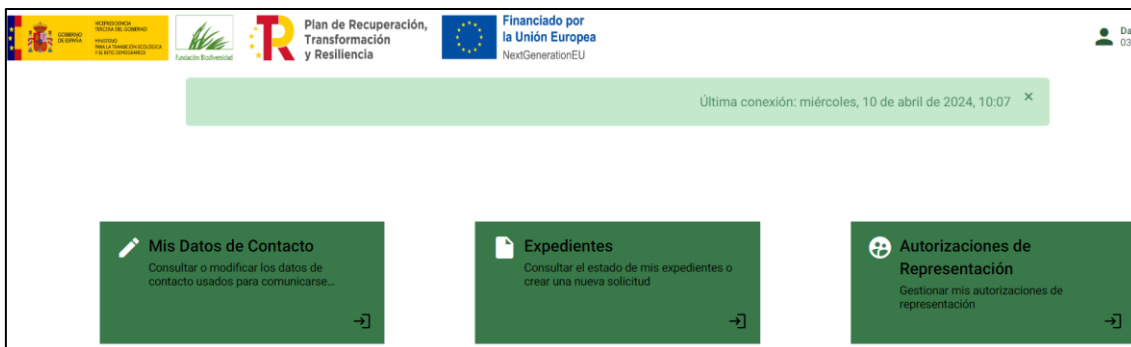 GOBIERNO
DE ESPAÑA
VICEPRESIDENCIA
TERCERA DEL GOBIERNO
MINISTERIO
PARA LA TRANSICIÓN ECOLÓGICA
Y EL RETO DEMOGRÁFICO
Fundación Biodiversidad
Plan de Recuperación,
Transformación
y Resiliencia
Financiado por
la Unión Europea
NextGenerationEU
Da
03
Última conexión: miércoles, 10 de abril de 2024, 10:07 ×
Mis Datos de Contacto
Consultar o modificar los datos de
contacto usados para comunicarse...
Expedientes
Consultar el estado de mis expedientes o
crear una nueva solicitud
Autorizaciones de
Representación
Gestionar mis autorizaciones de
representación